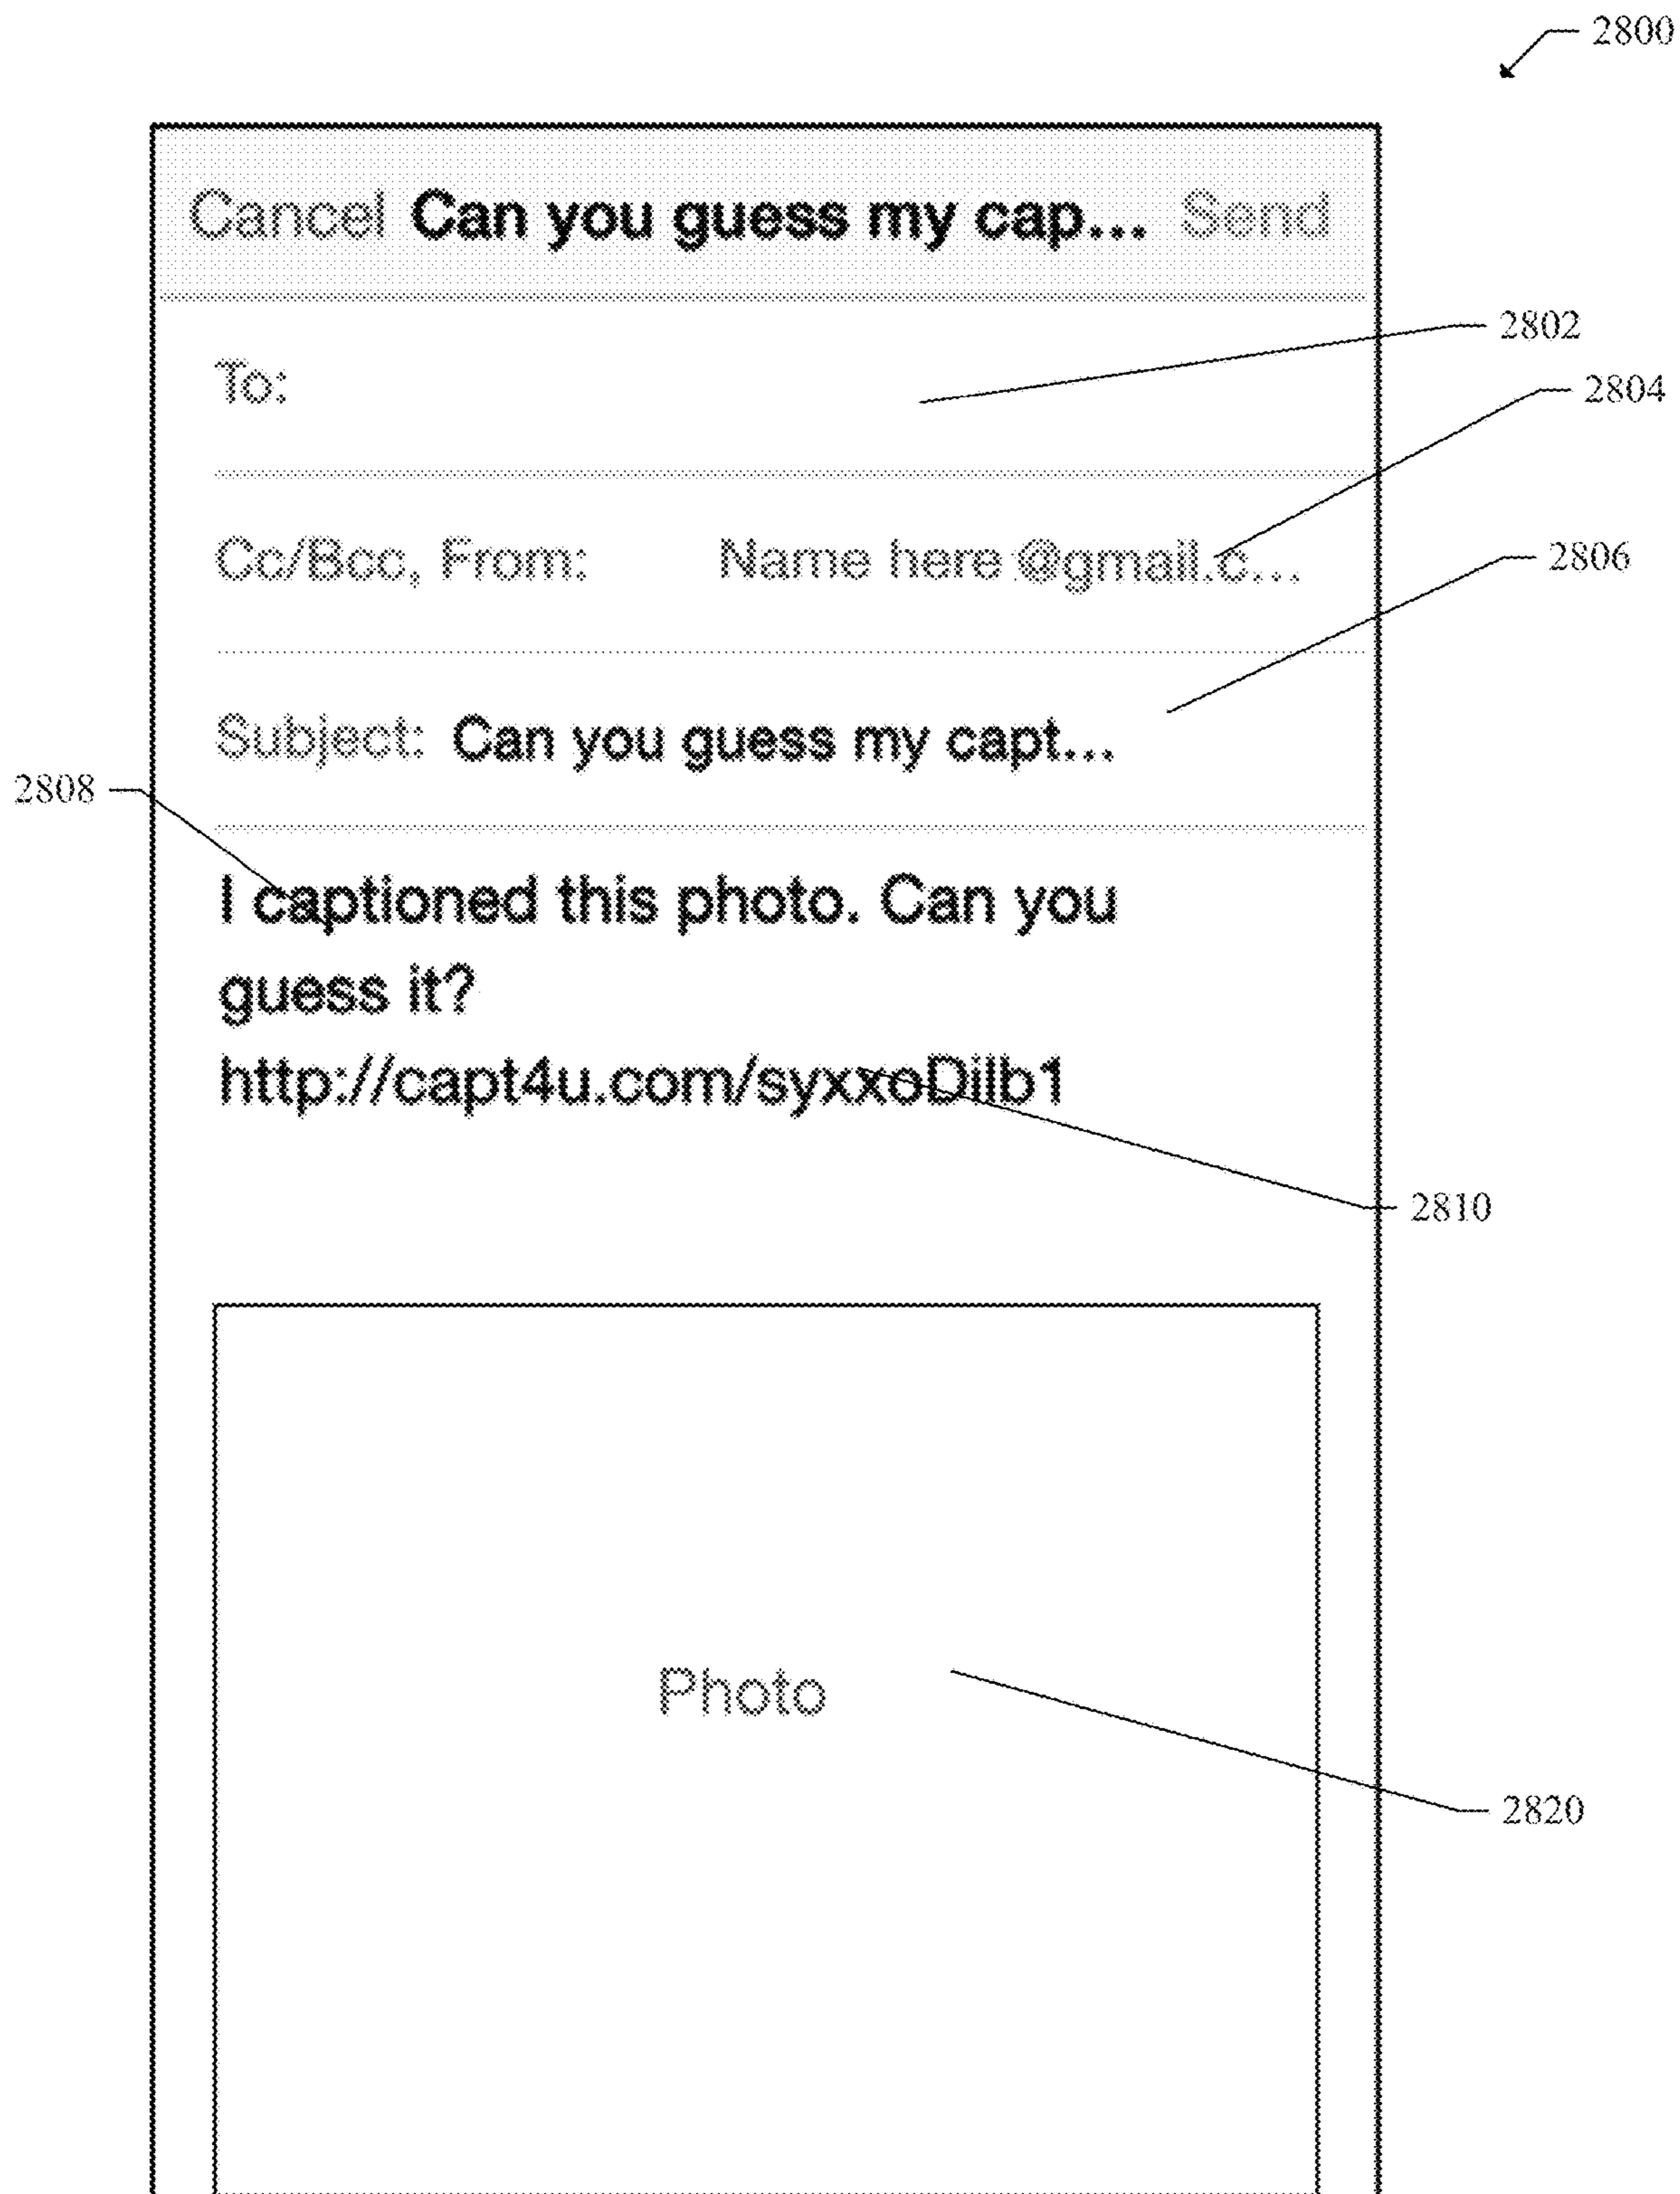 2800
Cancel Can you guess my cap... Send
To:
2802
2804
Cc/Bcc, From: Name here @gmail.c...
2806
Subject: Can you guess my capt...
2808
I captioned this photo. Can you
guess it?
http://capt4u.com/syxxoDilb1
2810
Photo
2820